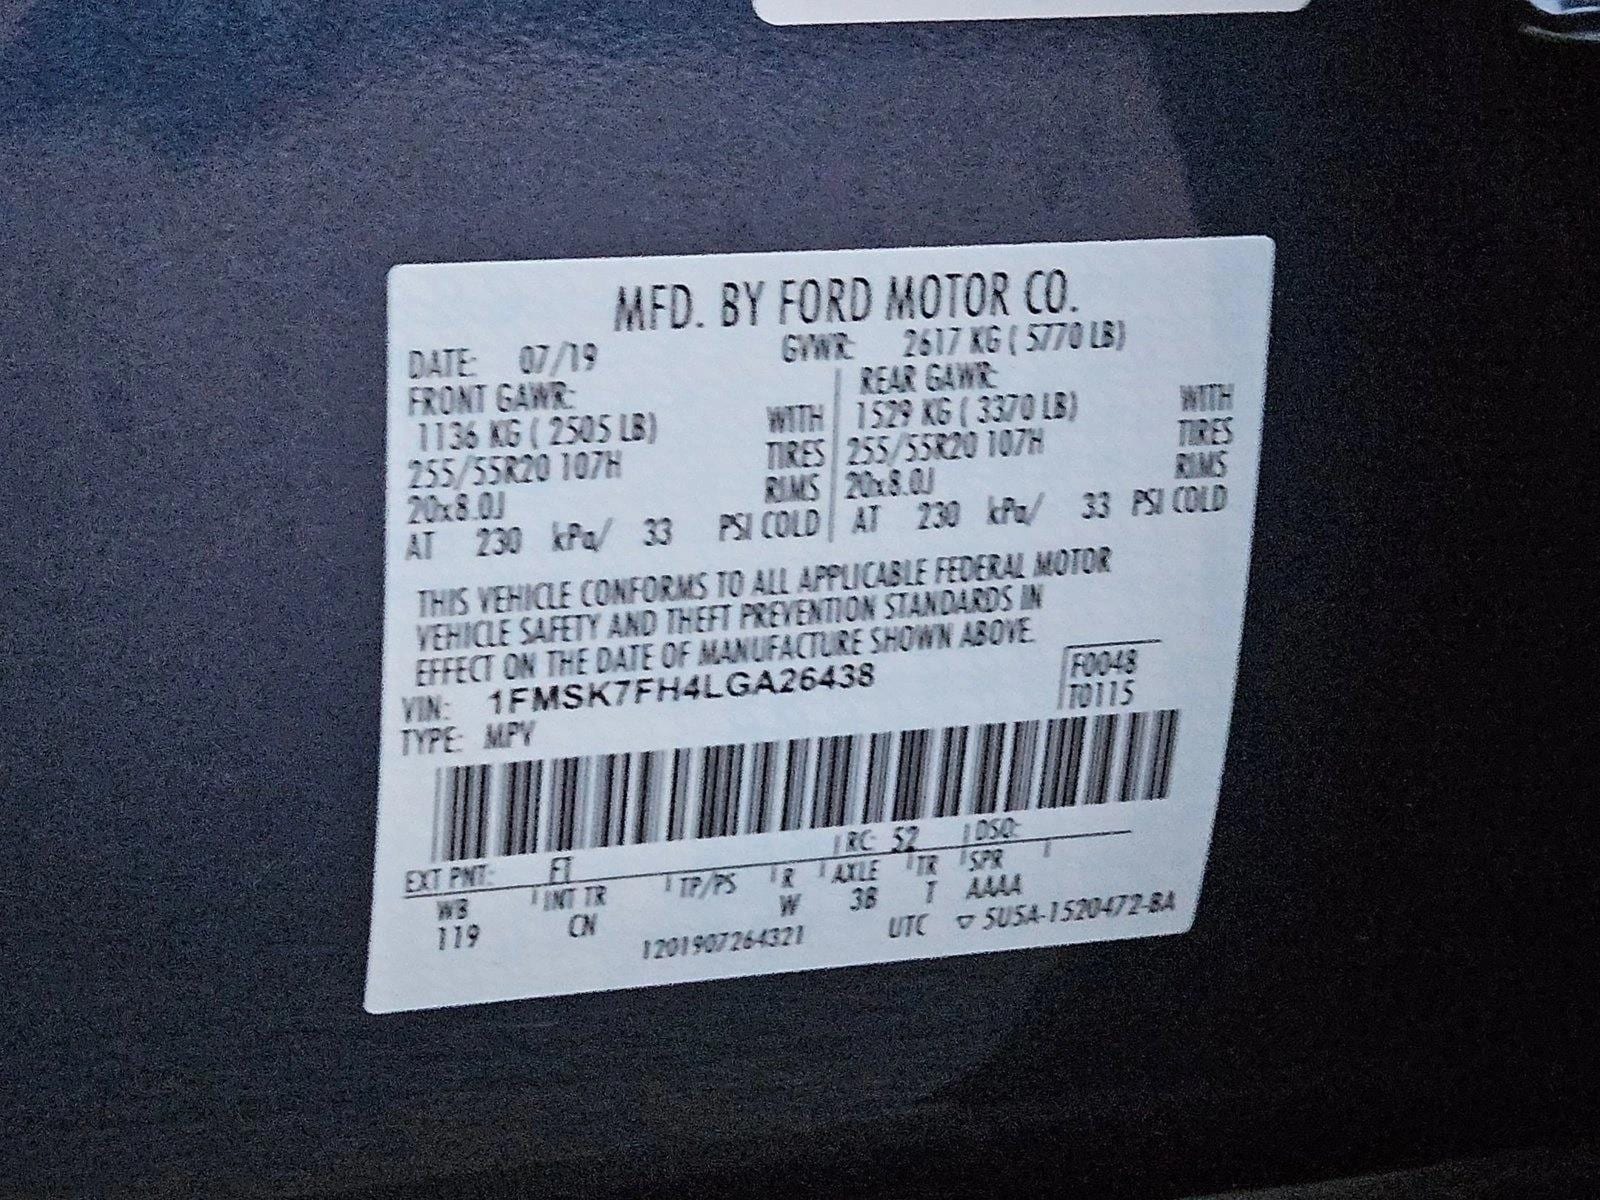 MFD. BY FORD MOTOR CO.
DATE: 07/19 GVWR: 2617 KG ( 5770 LB)
FRONT GAWR: REAR GAWR:
1136 KG ( 2505 LB) WITH 1529 KG ( 3370 LB) WITH
255/55R20 107H TIRES 255/55R20 107H TIRES
20x8.0J RIMS 20x8.0J RIMS
AT 230 kPa/ 33 PSI COLD AT 230 kPa/ 33 PSI COLD
THIS VEHICLE CONFORMS TO ALL APPLICABLE FEDERAL MOTOR
VEHICLE SAFETY AND THEFT PREVENTION STANDARDS IN
EFFECT ON THE DATE OF MANUFACTURE SHOWN ABOVE.
VIN: 1FMSK7FH4LGA26438 F0048
TYPE: MPV T0115
EXT PNT: FT RC: 52 DSO:
WB INT TR TP/PS R AXLE TR SPR
119 CN W 3B T AAAA
1201907264321 UTC ▽ 5U5A-1520472-BA